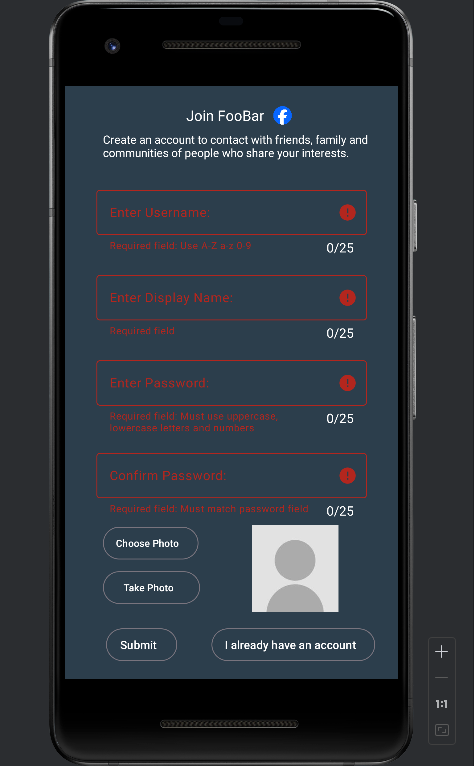 Join FooBar
Create an account to contact with friends, family and
communities of people who share your interests.
Enter Username:
Required field: Use A-Z a-z 0-9
0/25
Enter Display Name:
Required field
0/25
Enter Password:
Required field: Must use uppercase,
lowercase letters and numbers
0/25
Confirm Password:
Required field: Must match password field
0/25
Choose Photo
Take Photo
Submit
I already have an account
1:1